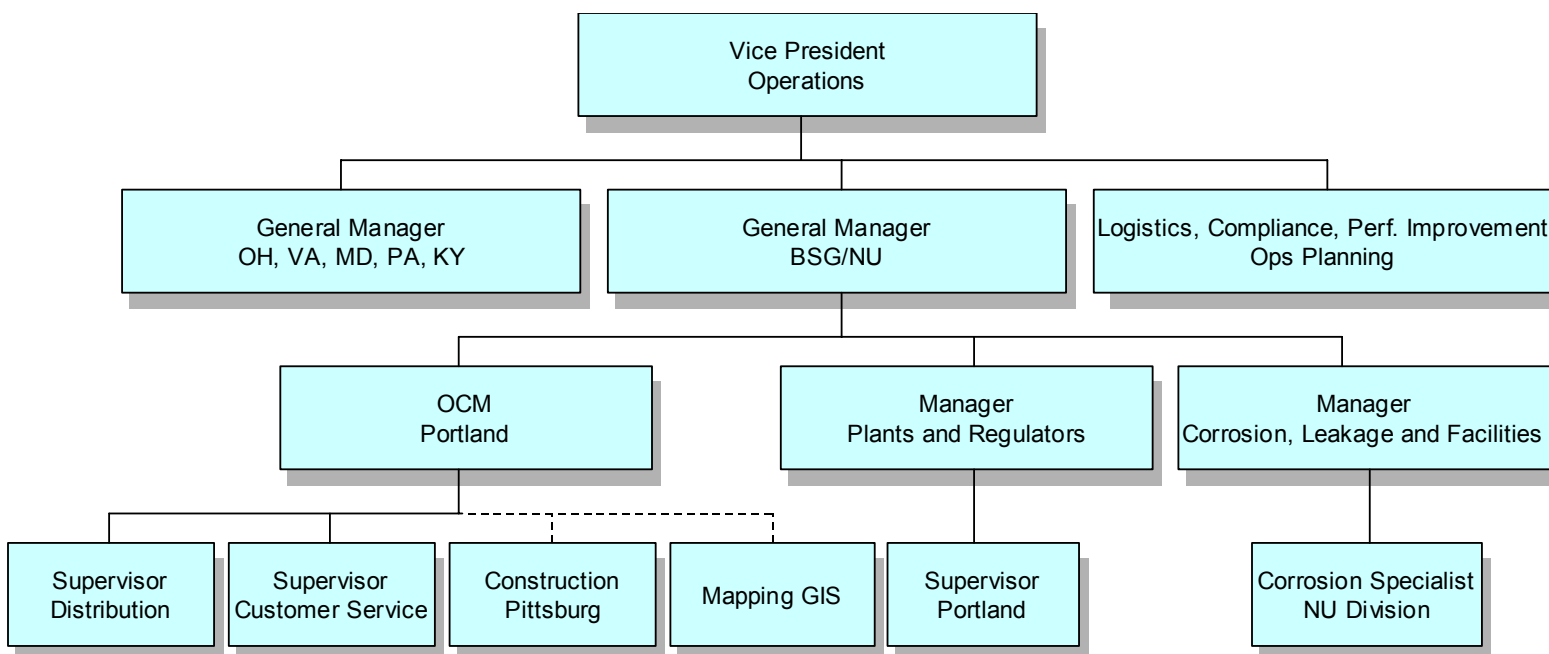 Vice President
Operations
General Manager
OH, VA, MD, PA, KY
General Manager
BSG/NU
Logistics, Compliance, Perf. Improvement
Ops Planning
OCM
Portland
Manager
Plants and Regulators
Manager
Corrosion, Leakage and Facilities
Supervisor
Distribution
Supervisor
Customer Service
Construction
Pittsburg
Mapping GIS
Supervisor
Portland
Corrosion Specialist
NU Division